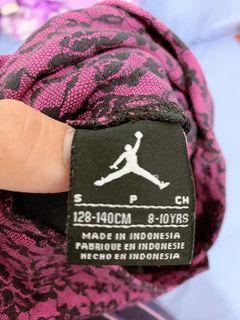 S P CH
128-140CM 8-10YRS
MADE IN INDONESIA
FABRIQUE EN INDONESIE
HECHO EN INDONESIA